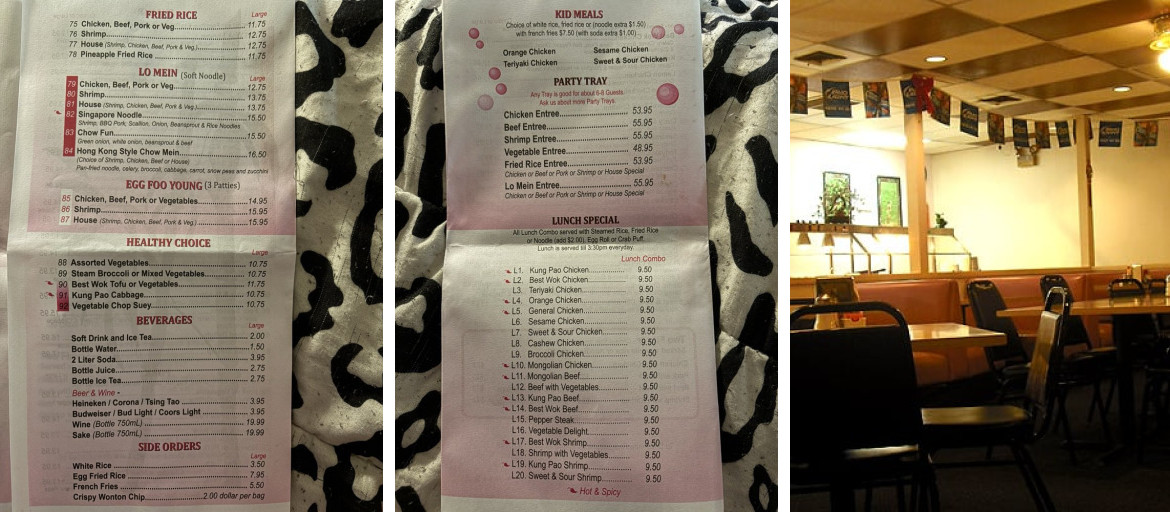 FRIED RICE
Large
75 Chicken, Beef, Pork or Veg. 11.75
76 Shrimp 12.75
77 House (Shrimp, Chicken, Beef, Pork & Veg.) 12.75
78 Pineapple Fried Rice 11.75
LO MEIN (Soft Noodle)
Large
79 Chicken, Beef, Pork or Veg. 12.75
80 Shrimp 13.75
81 House (Shrimp, Chicken, Beef, Pork & Veg.) 13.75
82 Singapore Noodle 15.50
Shrimp, BBQ Pork, Scallion, Onion, Beansprout & Rice Noodles
83 Chow Fun 15.50
Green onion, white onion, beansprout & beef
84 Hong Kong Style Chow Mein 16.50
(Choice of Shrimp, Chicken, Beef or House)
Pan-fried noodle, celery, broccoli, cabbage, carrot, snow peas and zucchini
EGG FOO YOUNG (3 Patties)
85 Chicken, Beef, Pork or Vegetables 14.95
86 Shrimp 15.95
87 House (Shrimp, Chicken, Beef, Pork & Veg.) 15.95
HEALTHY CHOICE
Large
88 Assorted Vegetables 10.75
89 Steam Broccoli or Mixed Vegetables 10.75
90 Best Wok Tofu or Vegetables 11.75
91 Kung Pao Cabbage 10.75
92 Vegetable Chop Suey 10.75
BEVERAGES
Large
Soft Drink and Ice Tea 2.00
Bottle Water 1.50
2 Liter Soda 3.95
Bottle Juice 2.75
Bottle Ice Tea 2.75
Beer & Wine -
Heineken / Corona / Tsing Tao 3.95
Budweiser / Bud Light / Coors Light 3.95
Wine (Bottle 750mL) 19.99
Sake (Bottle 750mL) 19.99
SIDE ORDERS
Large
White Rice 3.50
Egg Fried Rice 7.95
French Fries 5.50
Crispy Wonton Chip 2.00 dollar per bag
KID MEALS
Choice of white rice, fried rice or (noodle extra $1.50)
with french fries $7.50 (with soda extra $1.00)
Orange Chicken Sesame Chicken
Teriyaki Chicken Sweet & Sour Chicken
PARTY TRAY
Any Tray is good for about 6-8 Guests.
Ask us about more Party Trays.
Chicken Entree 53.95
Beef Entree 55.95
Shrimp Entree 55.95
Vegetable Entree 48.95
Fried Rice Entree 53.95
Chicken or Beef or Pork or Shrimp or House Special
Lo Mein Entree 55.95
Chicken or Beef or Pork or Shrimp or House Special
LUNCH SPECIAL
All Lunch Combo served with Steamed Rice, Fried Rice
or Noodle (add $2.00), Egg Roll or Crab Puff.
Lunch is served till 3:30pm everyday.
Lunch Combo
L1. Kung Pao Chicken 9.50
L2. Best Wok Chicken 9.50
L3. Teriyaki Chicken 9.50
L4. Orange Chicken 9.50
L5. General Chicken 9.50
L6. Sesame Chicken 9.50
L7. Sweet & Sour Chicken 9.50
L8. Cashew Chicken 9.50
L9. Broccoli Chicken 9.50
L10. Mongolian Chicken 9.50
L11. Mongolian Beef 9.50
L12. Beef with Vegetables 9.50
L13. Kung Pao Beef 9.50
L14. Best Wok Beef 9.50
L15. Pepper Steak 9.50
L16. Vegetable Delight 9.50
L17. Best Wok Shrimp 9.50
L18. Shrimp with Vegetables 9.50
L19. Kung Pao Shrimp 9.50
L20. Sweet & Sour Shrimp 9.50
Hot & Spicy